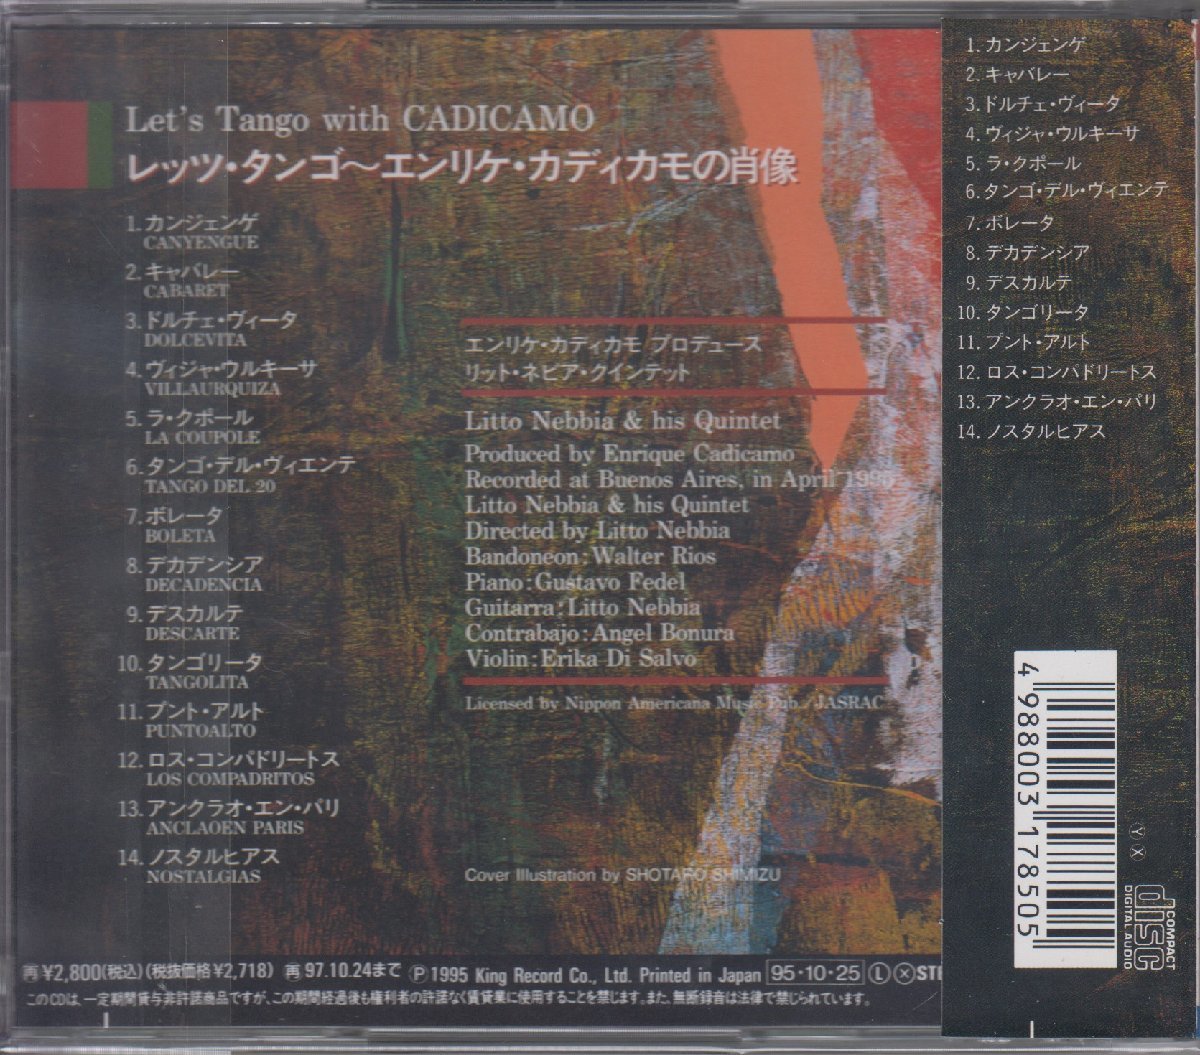 Let's Tango with CADICAMO
レッツ・タンゴ～エンリケ・カディカモの肖像
1. カンジェンゲ
CANYENGUE
2. キャバレー
CABARET
3. ドルチェ・ヴィータ
DOLCEVITA
4. ヴィジャ・ウルキーサ
VILLAURQUIZA
5. ラ・クポール
LA COUPOLE
6. タンゴ・デル・ヴィエンテ
TANGO DEL 20
7. ボレータ
BOLETA
8. デカデンシア
DECADENCIA
9. デスカルテ
DESCARTE
10. タンゴリータ
TANGOLITA
11. プント・アルト
PUNTOALTO
12. ロス・コンパドリートス
LOS COMPADRITOS
13. アンクラオ・エン・パリ
ANCLAOEN PARIS
14. ノスタルヒアス
NOSTALGIAS
エンリケ・カディカモ プロデュース
リット・ネビア・クインテット
Litto Nebbia & his Quintet
Produced by Enrique Cadicamo
Recorded at Buenos Aires, in April
Litto Nebbia & his Quintet
Directed by Litto Nebbia
Bandoneon: Walter Rios
Piano: Gustavo Fedel
Guitarra: Litto Nebbia
Contrabajo: Angel Bonura
Violin: Erika Di Salvo
Licensed by Nippon Americana Music Pub./JASRAC
Cover Illustration by SHOTARO SHIMIZU
再¥2,800(税込)(税抜価格¥2,718) 再97.10.24まで Ⓟ1995 King Record Co., Ltd. Printed in Japan 95・10・25 Ⓛ ⓧ STE
このCDは、一定期間貸与非許諾商品ですが、この期間経過後も権利者の許諾なく賃貸業に使用することを禁じます。また、無断録音は法律で禁じられています。
1. カンジェンゲ
2. キャバレー
3. ドルチェ・ヴィータ
4. ヴィジャ・ウルキーサ
5. ラ・クポール
6. タンゴ・デル・ヴィエンテ
7. ボレータ
8. デカデンシア
9. デスカルテ
10. タンゴリータ
11. プント・アルト
12. ロス・コンパドリートス
13. アンクラオ・エン・パリ
14. ノスタルヒアス
4 988003 178505
Ⓨ Ⓧ
COMPACT
disc
DIGITAL AUDIO